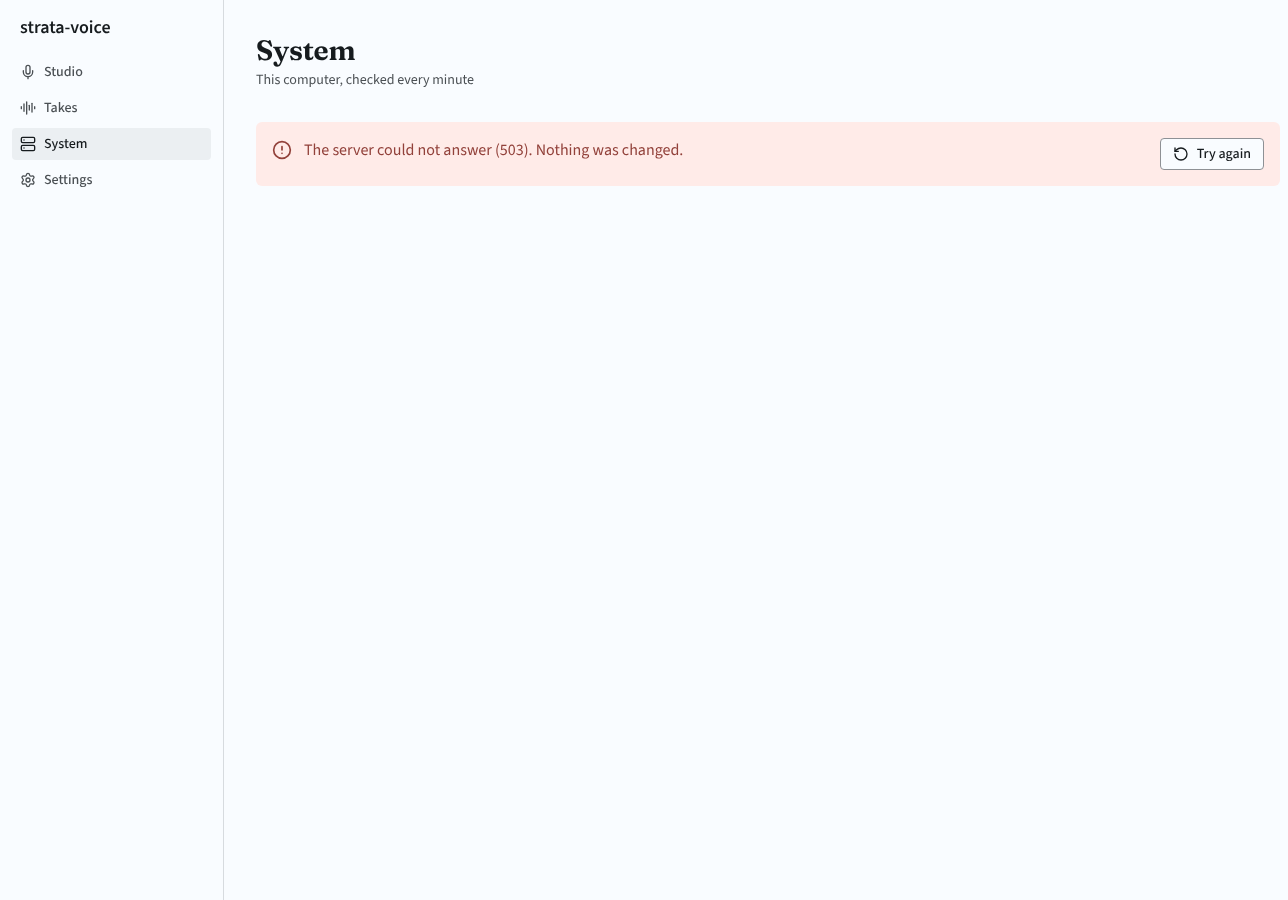 strata-voice
Studio
Takes
System
Settings
System
This computer, checked every minute
The server could not answer (503). Nothing was changed.
Try again